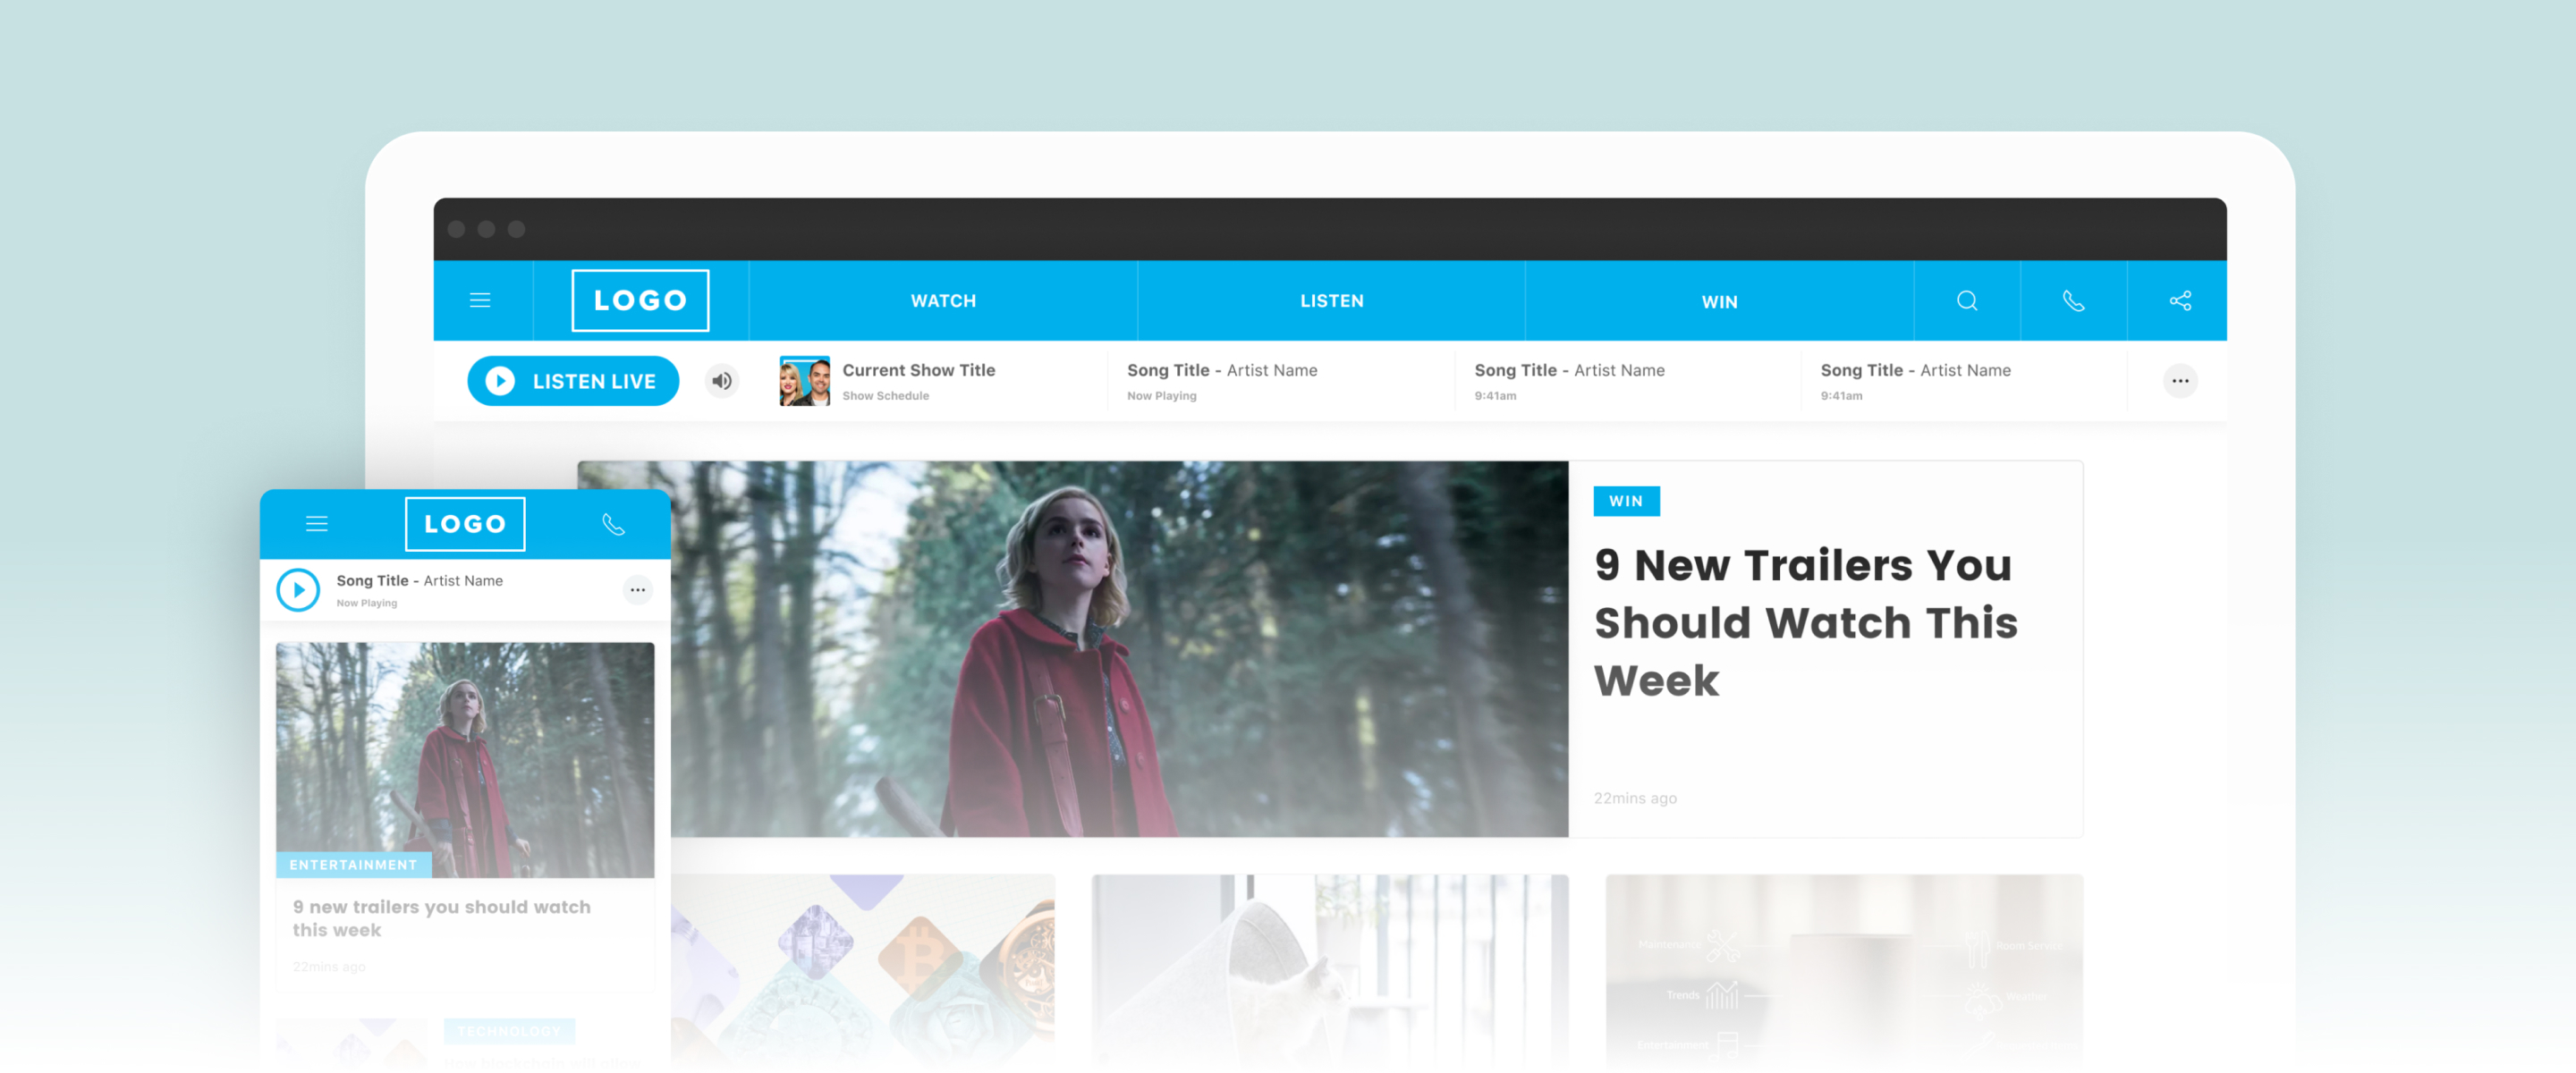 LOGO
WATCH
LISTEN
WIN
LISTEN LIVE
Current Show Title
Show Schedule
Song Title - Artist Name
Now Playing
Song Title - Artist Name
9:41am
Song Title - Artist Name
9:41am
WIN
9 New Trailers You
Should Watch This
Week
22mins ago
Maintenance
Room Service
Trends
Weather
Entertainment
LOGO
Song Title - Artist Name
Now Playing
ENTERTAINMENT
9 new trailers you should watch
this week
22mins ago
TECHNOLOGY